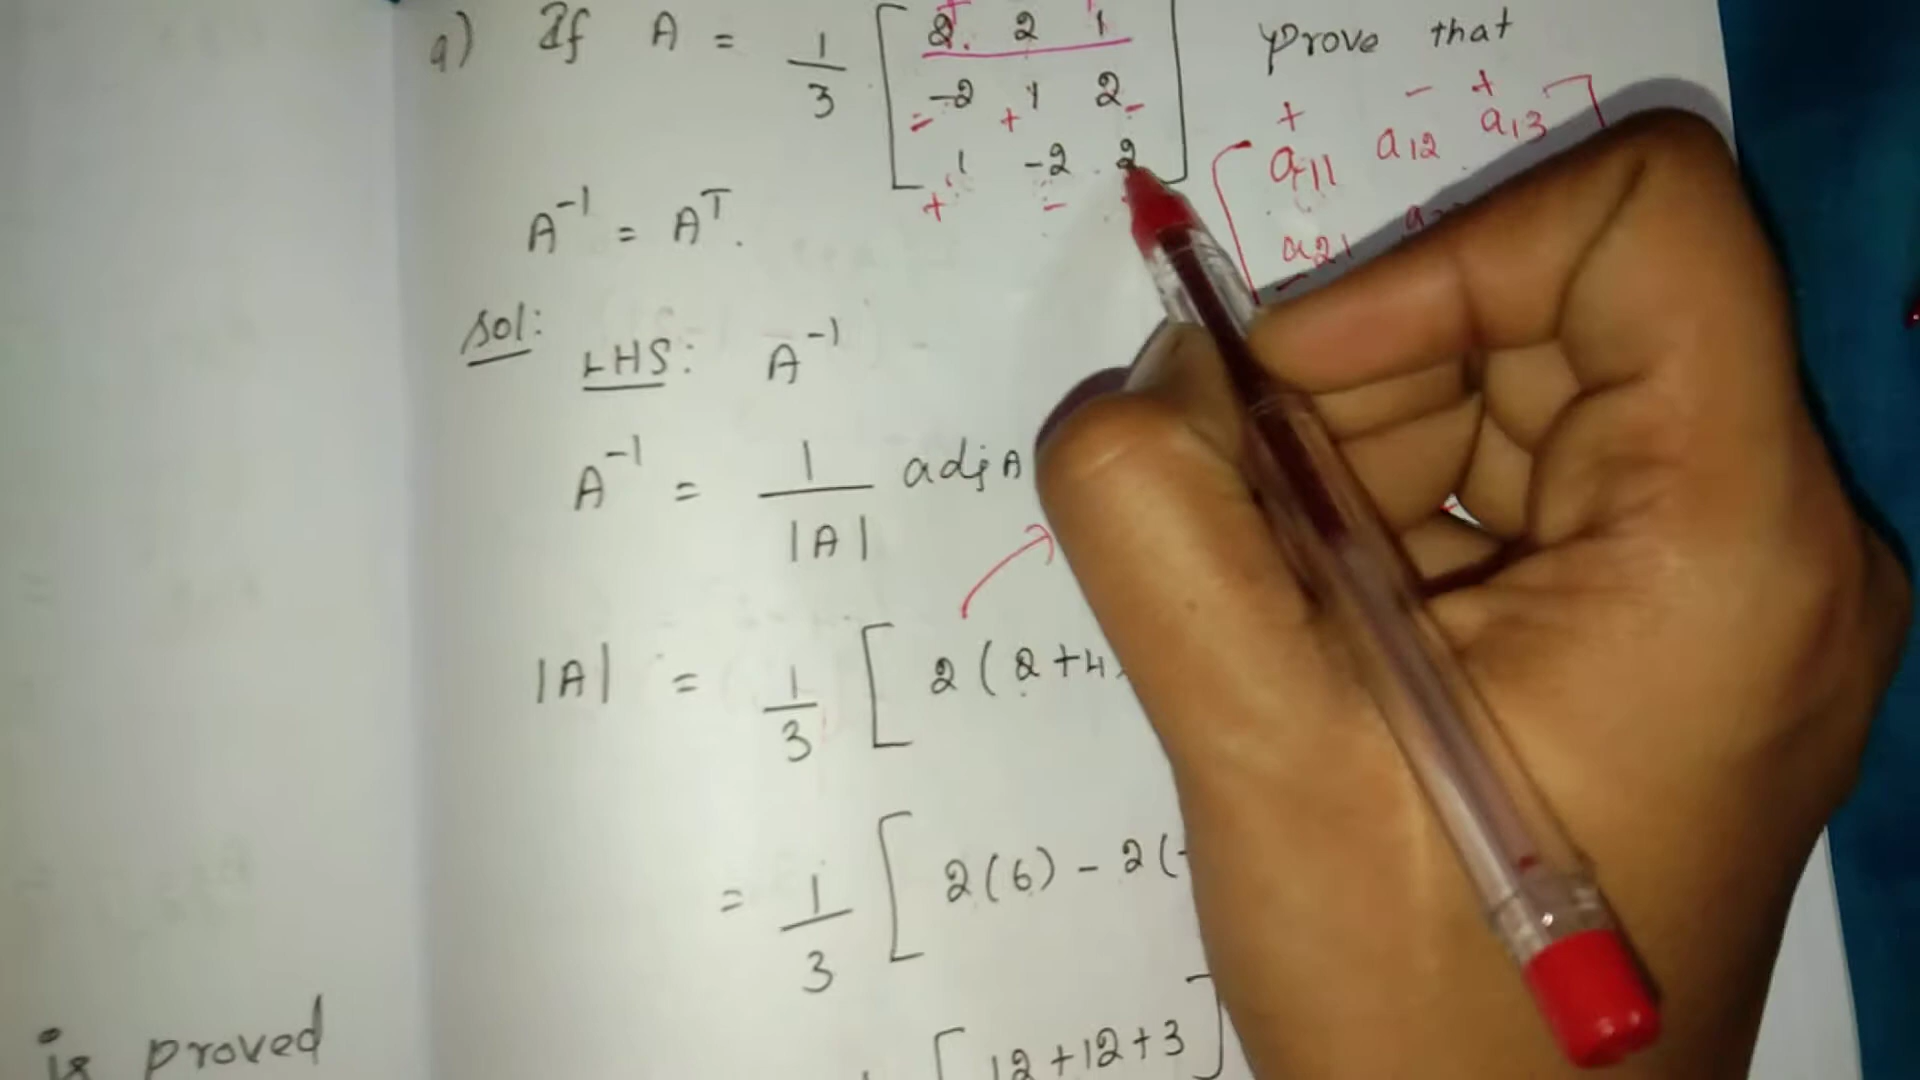 a) If A = 1/3 [ 2 2 1 Prove that
-2 1 2
1 -2 2 ]
+ - +
a11 a12 a13
a21
A^-1 = A^T.
Sol:
LHS: A^-1
A^-1 = 1/|A| adj A
|A| = 1/3 [ 2 ( 2 + 4
= 1/3 [ 2(6) - 2(-
[ 12 + 12 + 3 ]
is proved